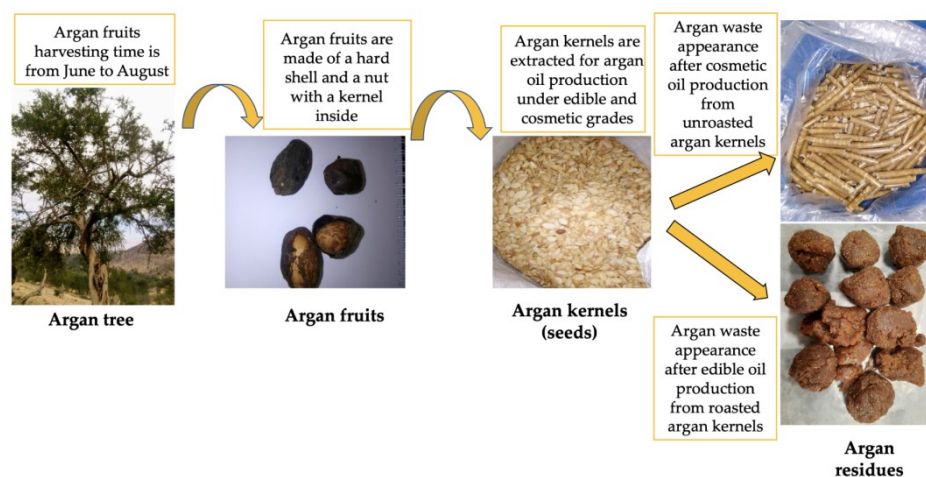 Argan fruits
harvesting time is
from June to August
Argan tree
Argan fruits are
made of a hard
shell and a nut
with a kernel
inside
Argan fruits
Argan kernels are
extracted for argan
oil production
under edible and
cosmetic grades
Argan kernels
(seeds)
Argan waste
appearance
after cosmetic
oil production
from
unroasted
argan kernels
Argan waste
appearance
after edible oil
production
from roasted
argan kernels
Argan
residues